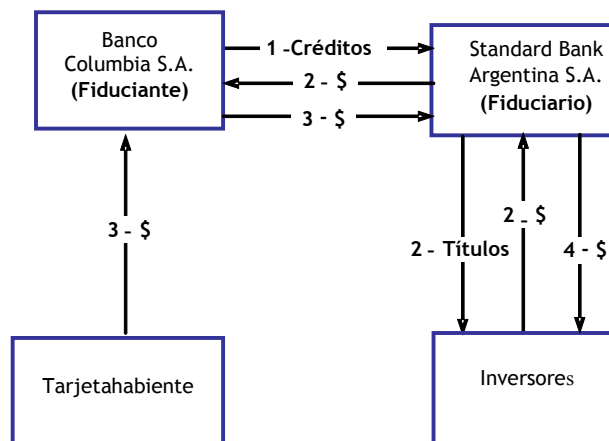 Banco
Columbia S.A.
(Fiduciante)
1 -Créditos
2 - $
3 - $
Standard Bank
Argentina S.A.
(Fiduciario)
3 - $
2 - Títulos
2 - $
4 - $
Tarjetahabiente
Inversores